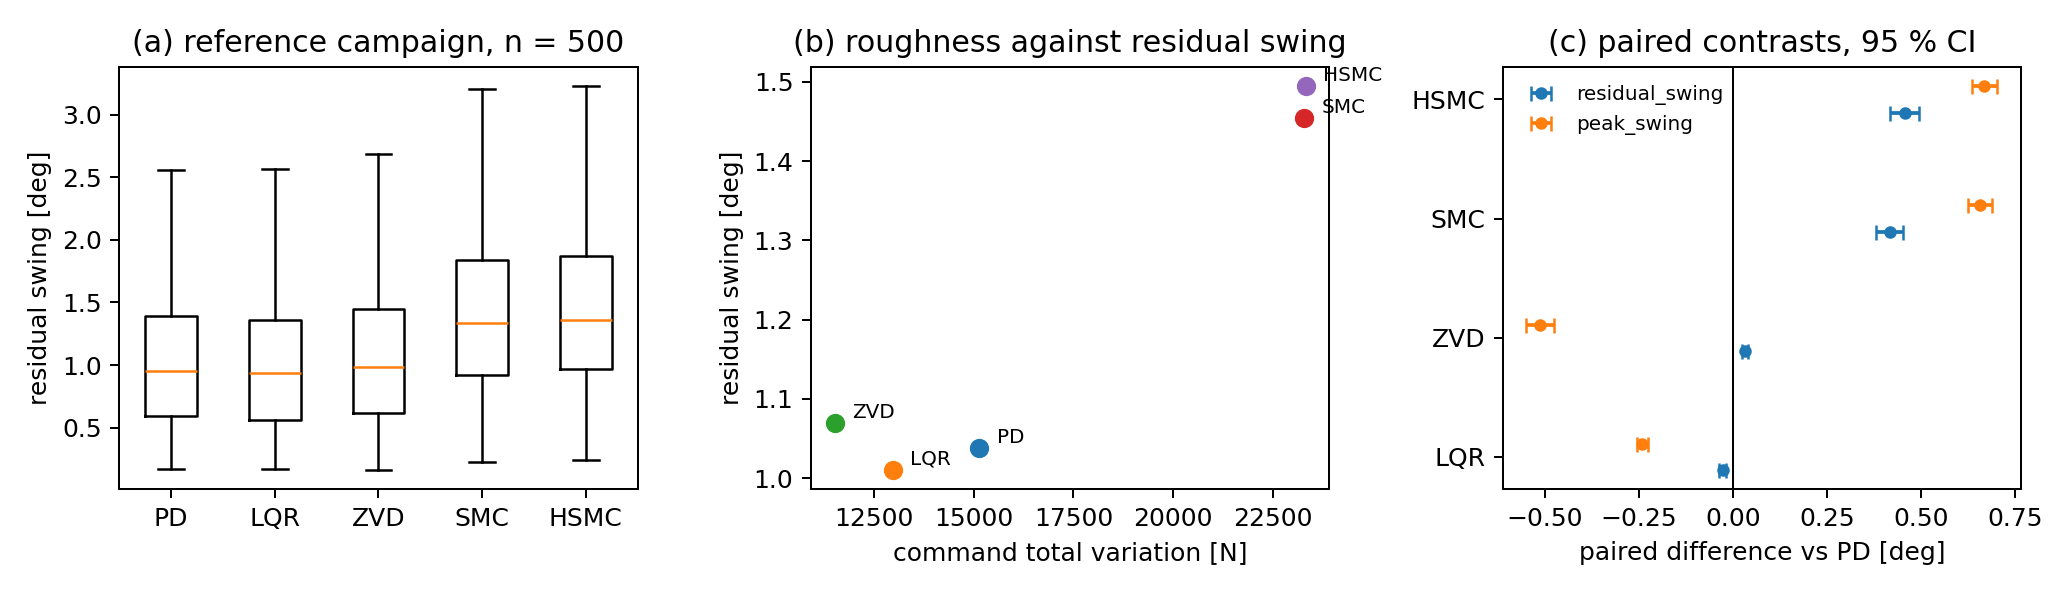 (a) reference campaign, n = 500
residual swing [deg]
3.0
2.5
2.0
1.5
1.0
0.5
PD LQR ZVD SMC HSMC
(b) roughness against residual swing
residual swing [deg]
1.5
1.4
1.3
1.2
1.1
1.0
HSMC
SMC
ZVD
PD
LQR
12500 15000 17500 20000 22500
command total variation [N]
(c) paired contrasts, 95 % CI
residual_swing
peak_swing
HSMC
SMC
ZVD
LQR
−0.50 −0.25 0.00 0.25 0.50 0.75
paired difference vs PD [deg]